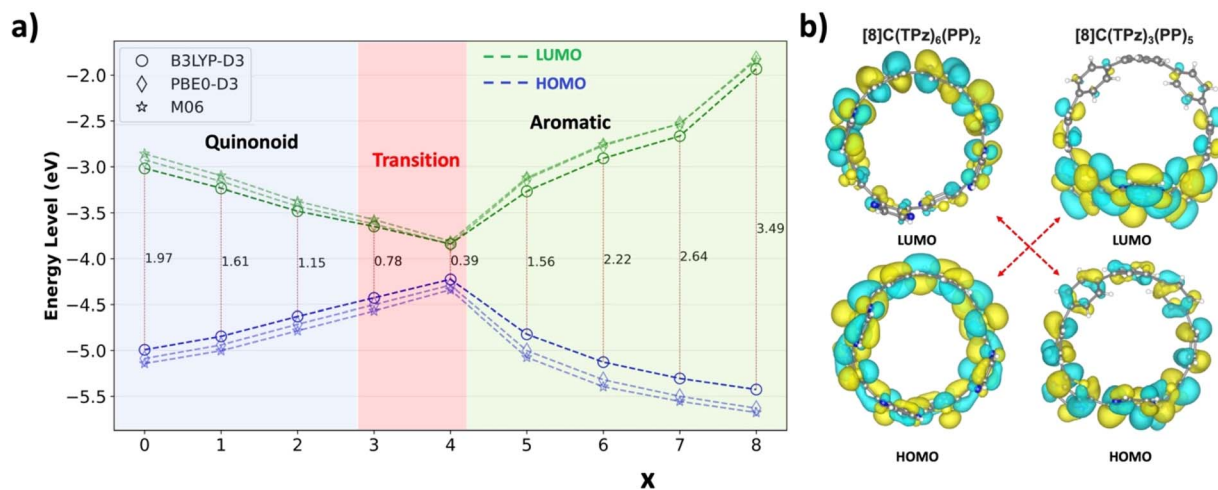 a)
B3LYP-D3
PBE0-D3
M06
LUMO
HOMO
Quinonoid
Transition
Aromatic
Energy Level (eV)
−2.0
−2.5
−3.0
−3.5
−4.0
−4.5
−5.0
−5.5
1.97
1.61
1.15
0.78
0.39
1.56
2.22
2.64
3.49
0 1 2 3 4 5 6 7 8
x
b)
[8]C(TPz)₆(PP)₂
[8]C(TPz)₃(PP)₅
LUMO
LUMO
HOMO
HOMO